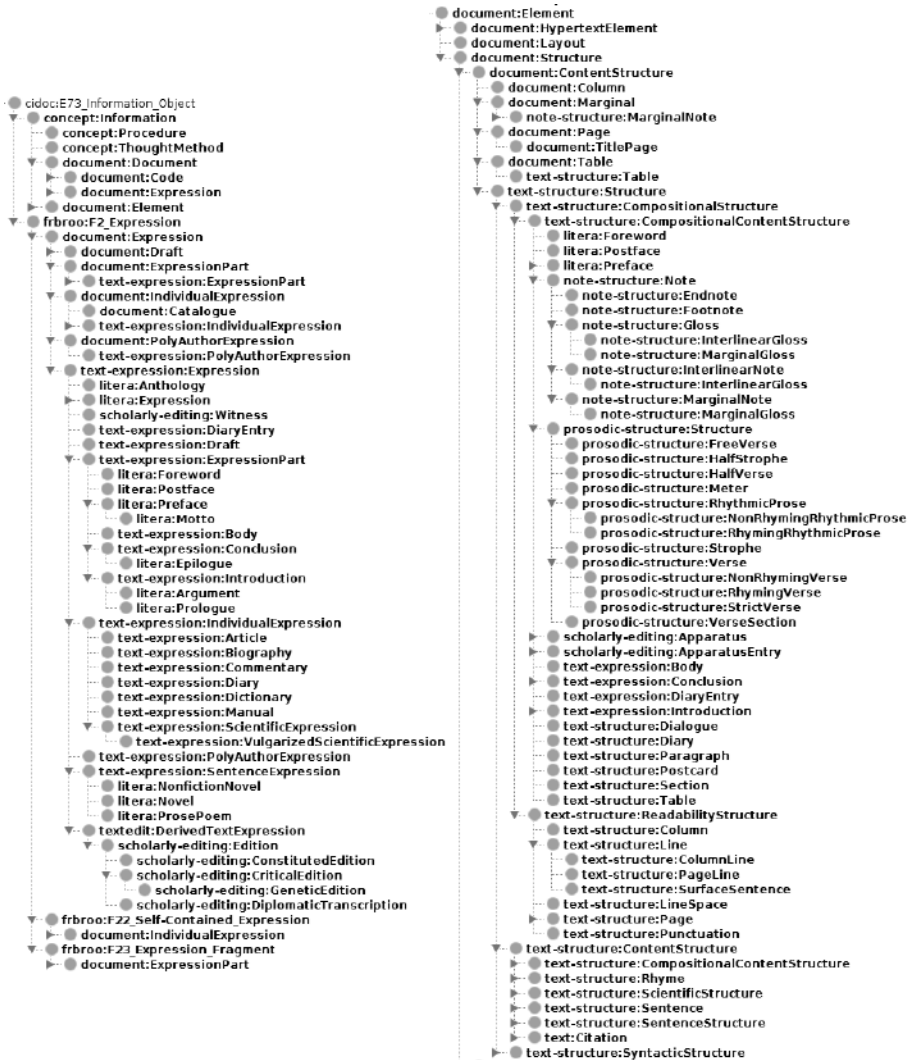 cidoc:E73_Information_Object
concept:Information
concept:Procedure
concept:ThoughtMethod
document:Document
document:Code
document:Expression
document:Element
frbroo:F2_Expression
document:Expression
document:Draft
document:ExpressionPart
text-expression:ExpressionPart
document:IndividualExpression
document:Catalogue
text-expression:IndividualExpression
document:PolyAuthorExpression
text-expression:PolyAuthorExpression
text-expression:Expression
litera:Anthology
litera:Expression
scholarly-editing:Witness
text-expression:DiaryEntry
text-expression:Draft
text-expression:ExpressionPart
litera:Foreword
litera:Postface
litera:Preface
litera:Motto
text-expression:Body
text-expression:Conclusion
litera:Epilogue
text-expression:Introduction
litera:Argument
litera:Prologue
text-expression:IndividualExpression
text-expression:Article
text-expression:Biography
text-expression:Commentary
text-expression:Diary
text-expression:Dictionary
text-expression:Manual
text-expression:ScientificExpression
text-expression:VulgarizedScientificExpression
text-expression:PolyAuthorExpression
text-expression:SentenceExpression
litera:NonfictionNovel
litera:Novel
litera:ProsePoem
textedit:DerivedTextExpression
scholarly-editing:Edition
scholarly-editing:ConstitutedEdition
scholarly-editing:CriticalEdition
scholarly-editing:GeneticEdition
scholarly-editing:DiplomaticTranscription
frbroo:F22_Self-Contained_Expression
document:IndividualExpression
frbroo:F23_Expression_Fragment
document:ExpressionPart
document:Element
document:HypertextElement
document:Layout
document:Structure
document:ContentStructure
document:Column
document:Marginal
note-structure:MarginalNote
document:Page
document:TitlePage
document:Table
text-structure:Table
text-structure:Structure
text-structure:CompositionalStructure
text-structure:CompositionalContentStructure
litera:Foreword
litera:Postface
litera:Preface
note-structure:Note
note-structure:Endnote
note-structure:Footnote
note-structure:Gloss
note-structure:InterlinearGloss
note-structure:MarginalGloss
note-structure:InterlinearNote
note-structure:InterlinearGloss
note-structure:MarginalNote
note-structure:MarginalGloss
prosodic-structure:Structure
prosodic-structure:FreeVerse
prosodic-structure:HalfStrophe
prosodic-structure:HalfVerse
prosodic-structure:Meter
prosodic-structure:RhythmicProse
prosodic-structure:NonRhymingRhythmicProse
prosodic-structure:RhymingRhythmicProse
prosodic-structure:Strophe
prosodic-structure:Verse
prosodic-structure:NonRhymingVerse
prosodic-structure:RhymingVerse
prosodic-structure:StrictVerse
prosodic-structure:VerseSection
scholarly-editing:Apparatus
scholarly-editing:ApparatusEntry
text-expression:Body
text-expression:Conclusion
text-expression:DiaryEntry
text-expression:Introduction
text-structure:Dialogue
text-structure:Diary
text-structure:Paragraph
text-structure:Postcard
text-structure:Section
text-structure:Table
text-structure:ReadabilityStructure
text-structure:Column
text-structure:Line
text-structure:ColumnLine
text-structure:PageLine
text-structure:SurfaceSentence
text-structure:LineSpace
text-structure:Page
text-structure:Punctuation
text-structure:ContentStructure
text-structure:CompositionalContentStructure
text-structure:Rhyme
text-structure:ScientificStructure
text-structure:Sentence
text-structure:SentenceStructure
text:Citation
text-structure:SyntacticStructure